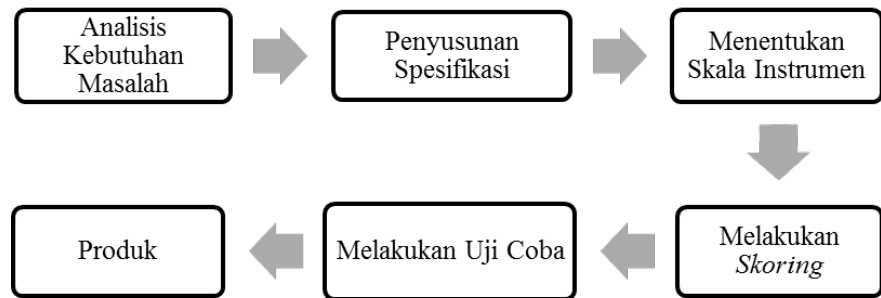 Analisis
Kebutuhan
Masalah
Penyusunan
Spesifikasi
Menentukan
Skala Instrumen
Melakukan
Skoring
Melakukan Uji Coba
Produk